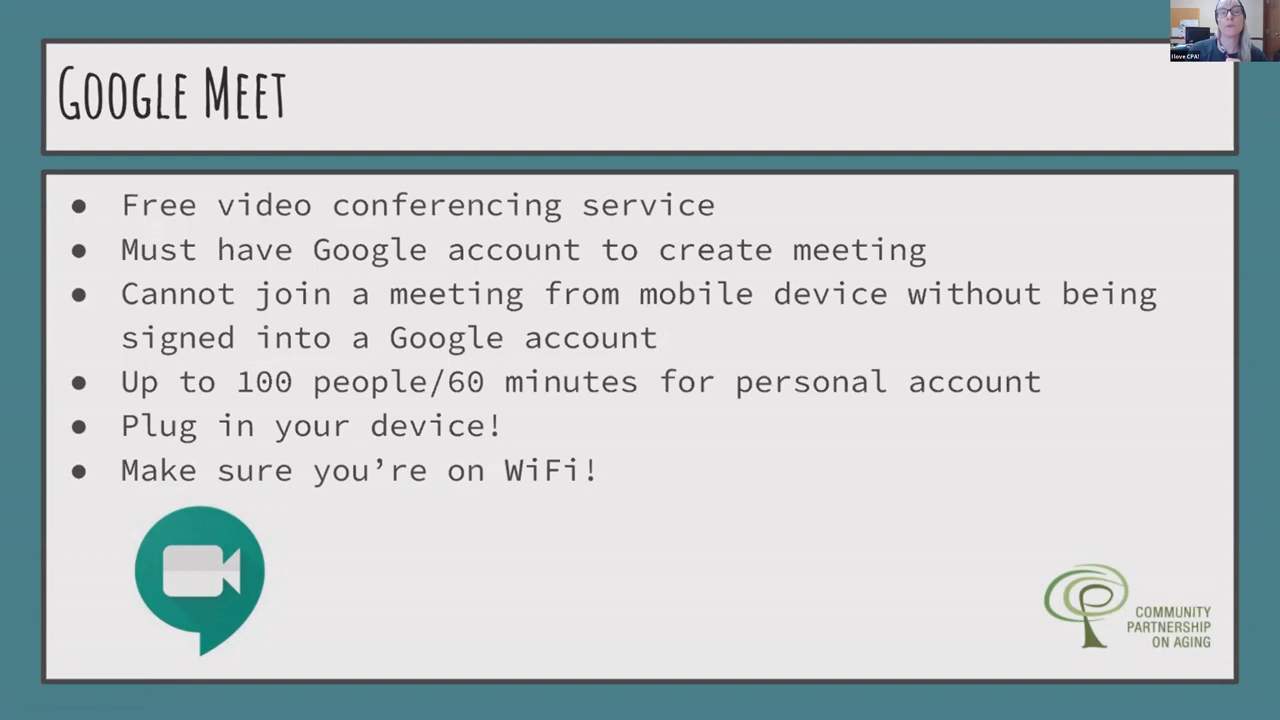 GOOGLE MEET
I love CPA!
● Free video conferencing service
● Must have Google account to create meeting
● Cannot join a meeting from mobile device without being
signed into a Google account
● Up to 100 people/60 minutes for personal account
● Plug in your device!
● Make sure you’re on WiFi!
COMMUNITY
PARTNERSHIP
ON AGING